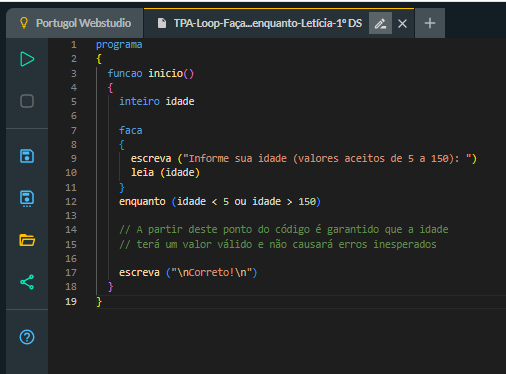 Portugol Webstudio
TPA-Loop-Faça...enquanto-Letícia-1º DS
1 programa
2 {
3 funcao inicio()
4 {
5 inteiro idade
6
7 faca
8 {
9 escreva ("Informe sua idade (valores aceitos de 5 a 150): ")
10 leia (idade)
11 }
12 enquanto (idade < 5 ou idade > 150)
13
14 // A partir deste ponto do código é garantido que a idade
15 // terá um valor válido e não causará erros inesperados
16
17 escreva ("\nCorreto!\n")
18 }
19 }